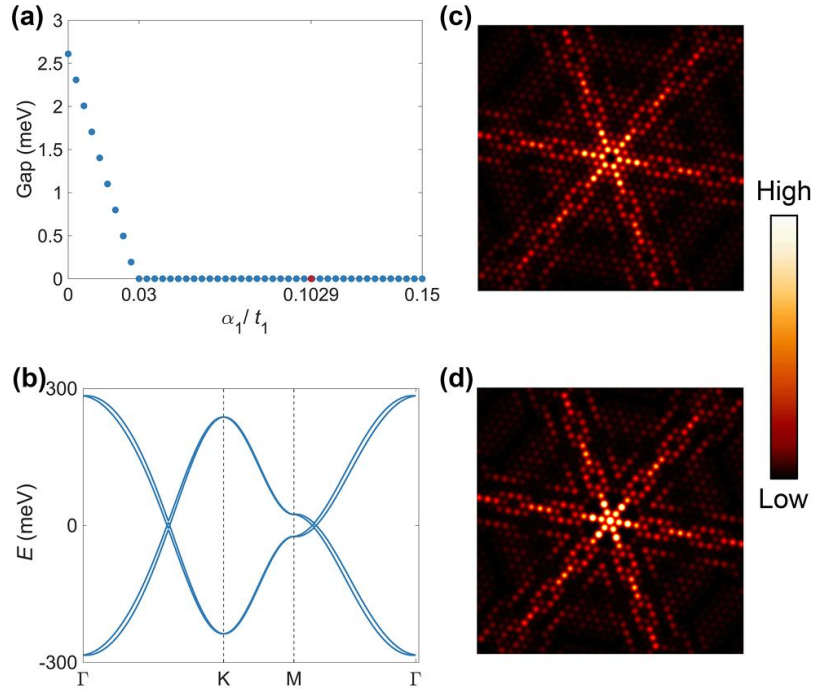 (a)
3
2.5
2
1.5
1
0.5
0
Gap (meV)
0
0.03
0.1029
0.15
α1/ t1
(c)
High
Low
(b)
300
0
-300
E (meV)
Γ
K
M
Γ
(d)